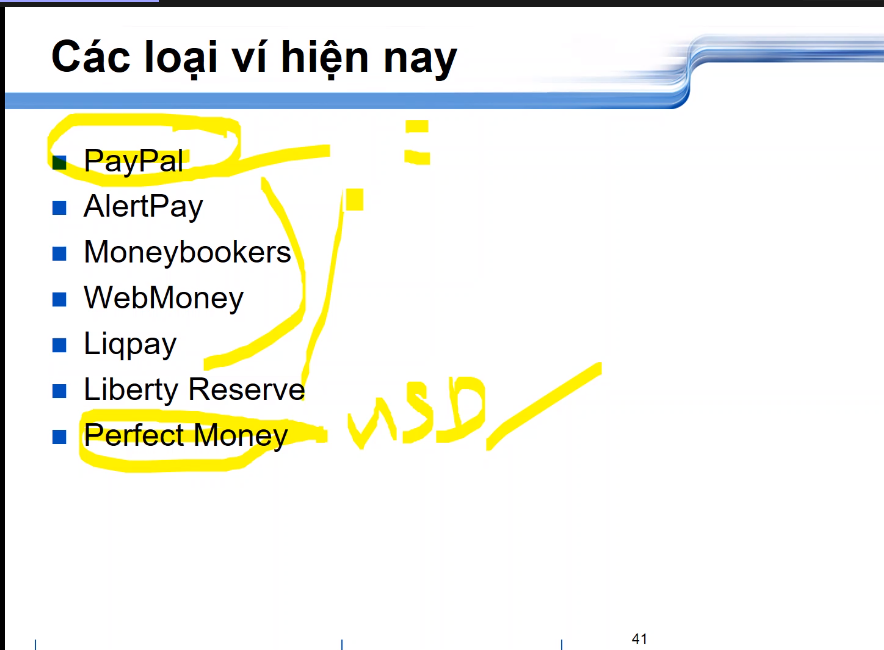 Các loại ví hiện nay
PayPal
AlertPay
Moneybookers
WebMoney
Liqpay
Liberty Reserve
Perfect Money
USD
41